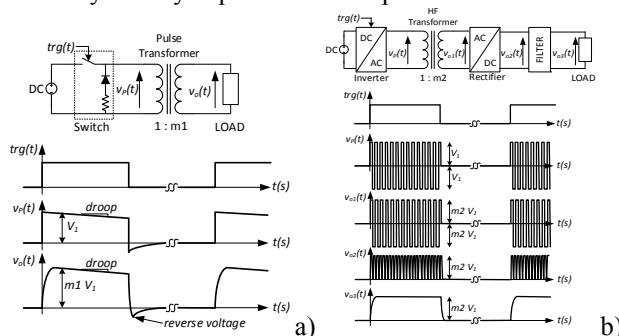 trg(t)
Pulse
Transformer
DC
vP(t)
vo(t)
LOAD
Switch
1 : m1
trg(t)
t(s)
vP(t)
droop
V1
t(s)
vo(t)
droop
m1 V1
t(s)
reverse voltage
a)
trg(t)
HF
Transformer
DC
DC
AC
vP(t)
vo1(t)
AC
DC
vo2(t)
FILTER
vo3(t)
LOAD
Inverter
1 : m2
Rectifier
trg(t)
t(s)
vP(t)
V1
V1
t(s)
vo1(t)
m2 V1
m2 V1
t(s)
vo2(t)
m2 V1
t(s)
vo3(t)
m2 V1
t(s)
b)